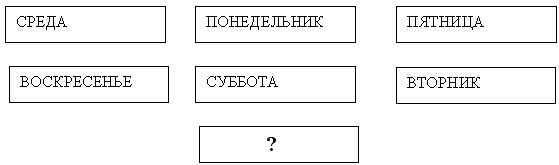 СРЕДА ПОНЕДЕЛЬНИК ПЯТНИЦА
ВОСКРЕСЕНЬЕ СУББОТА ВТОРНИК
?